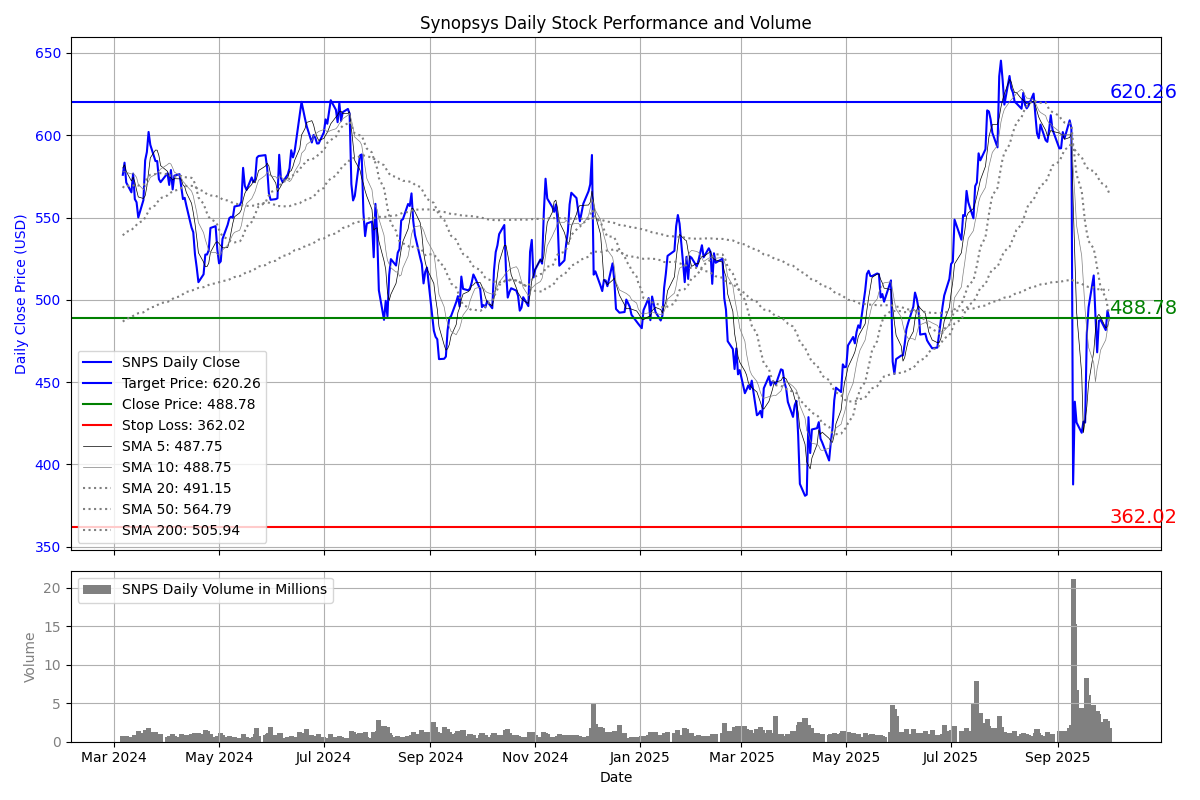 Synopsys Daily Stock Performance and Volume
650
600
550
500
450
400
350
Daily Close Price (USD)
620.26
488.78
362.02
SNPS Daily Close
Target Price: 620.26
Close Price: 488.78
Stop Loss: 362.02
SMA 5: 487.75
SMA 10: 488.75
SMA 20: 491.15
SMA 50: 564.79
SMA 200: 505.94
SNPS Daily Volume in Millions
20
15
10
5
0
Volume
Mar 2024 May 2024 Jul 2024 Sep 2024 Nov 2024 Jan 2025 Mar 2025 May 2025 Jul 2025 Sep 2025
Date